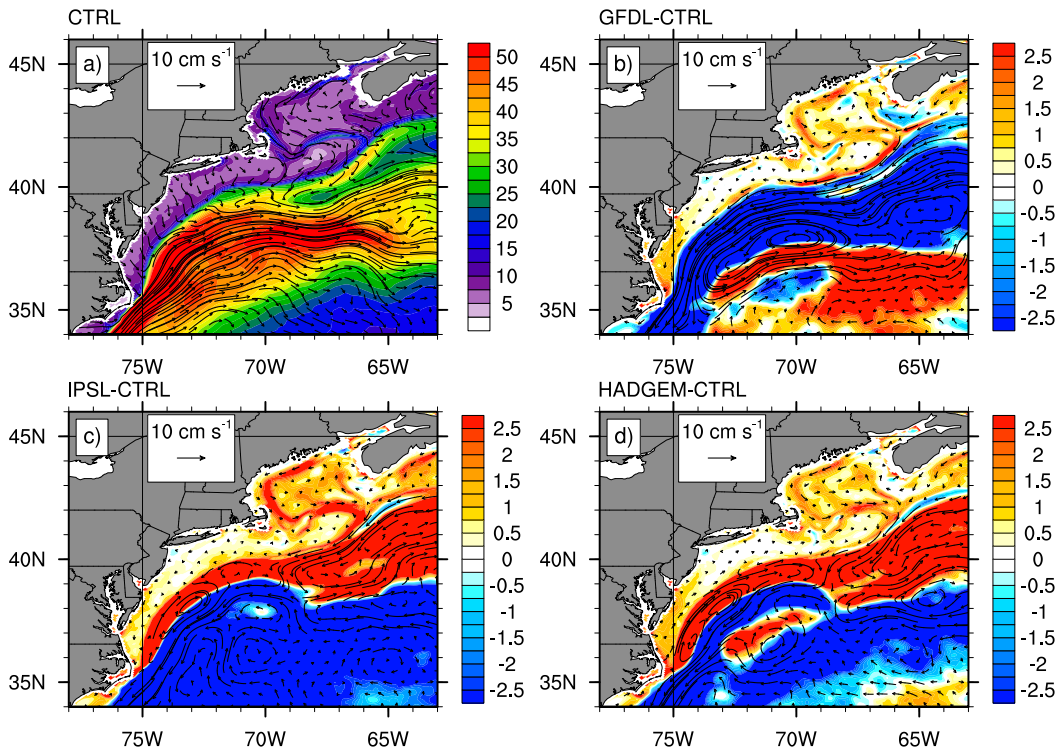 CTRL
GFDL-CTRL
a)
10 cm s⁻¹
45N
40N
35N
75W
70W
65W
50
45
40
35
30
25
20
15
10
5
b)
10 cm s⁻¹
45N
40N
35N
75W
70W
65W
2.5
2
1.5
1
0.5
0
-0.5
-1
-1.5
-2
-2.5
IPSL-CTRL
HADGEM-CTRL
c)
10 cm s⁻¹
45N
40N
35N
75W
70W
65W
2.5
2
1.5
1
0.5
0
-0.5
-1
-1.5
-2
-2.5
d)
10 cm s⁻¹
45N
40N
35N
75W
70W
65W
2.5
2
1.5
1
0.5
0
-0.5
-1
-1.5
-2
-2.5